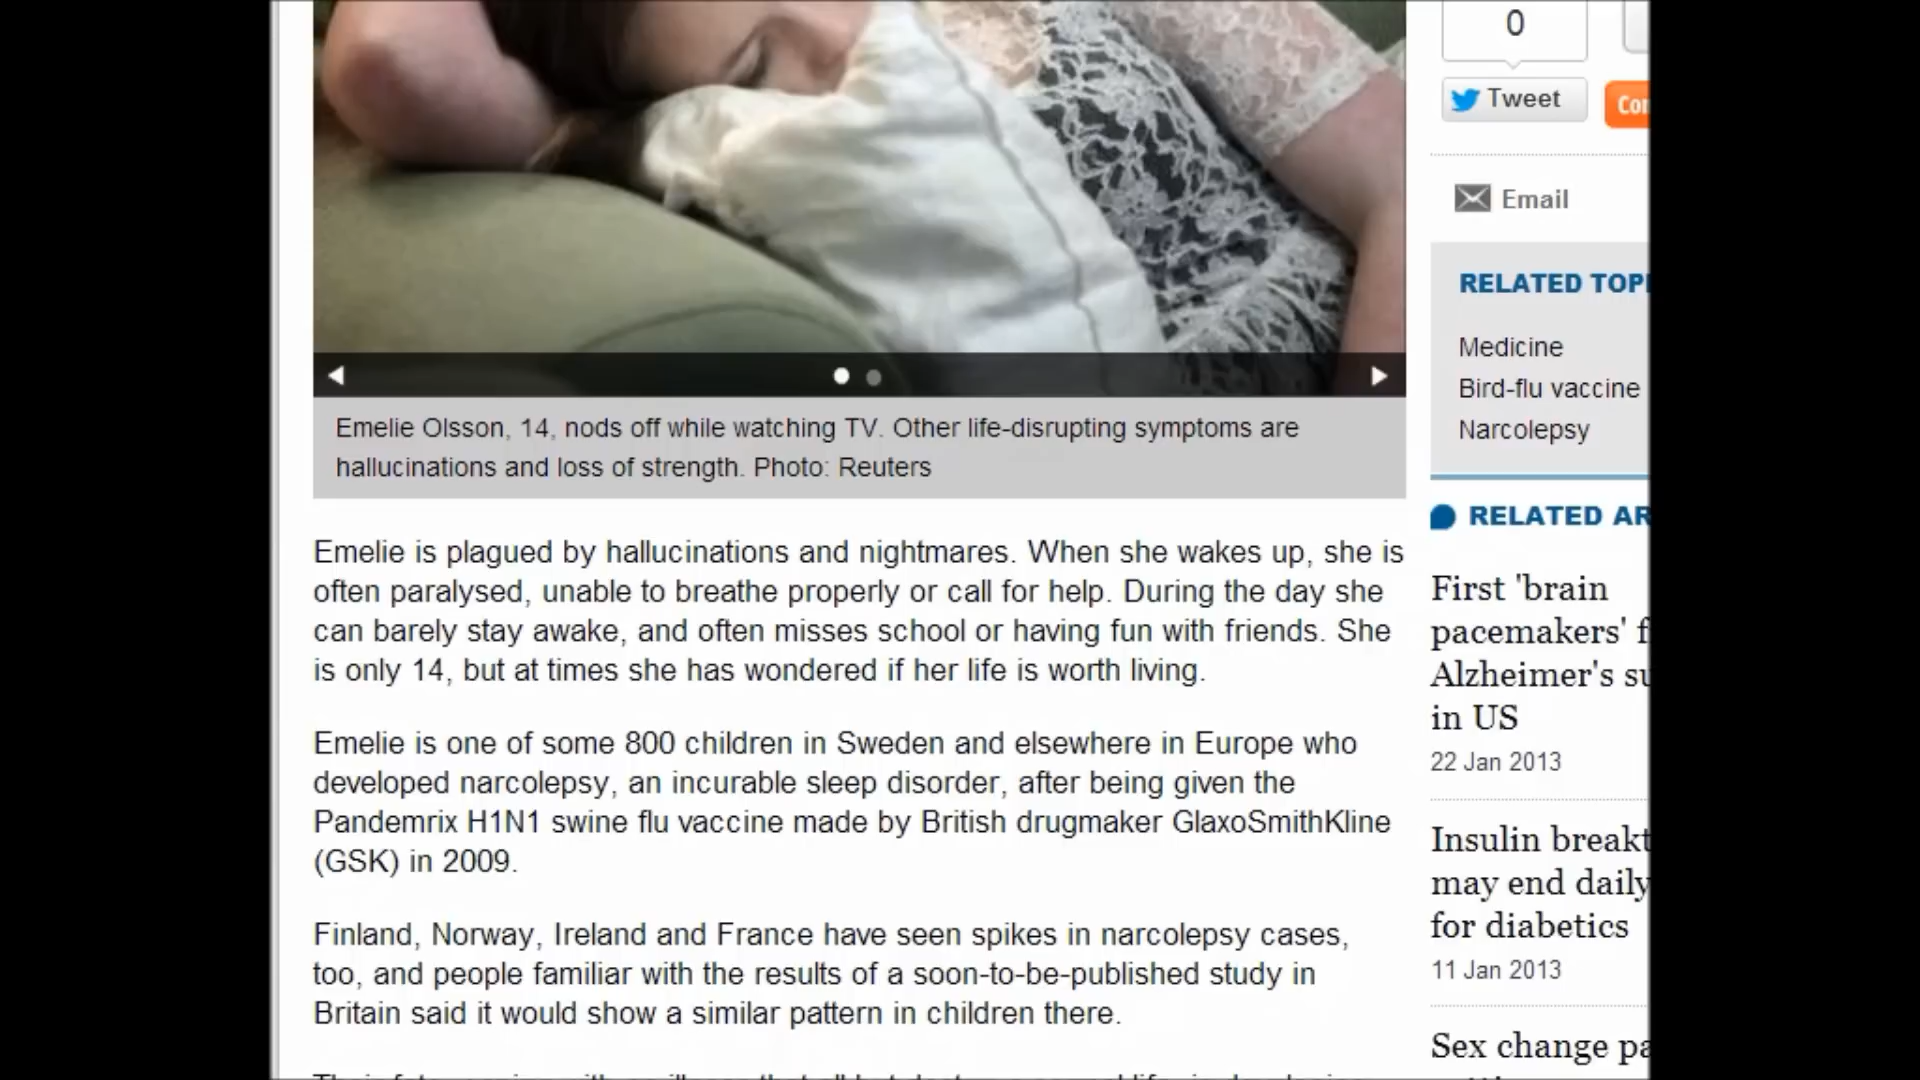 0
Tweet
Email
RELATED
Medicine
Bird-flu vaccine
Narcolepsy
RELATED
First 'brain
pacemakers'
Alzheimer's
in US
22 Jan 2013
Insulin
may end daily
for diabetics
11 Jan 2013
Sex change
Emelie Olsson, 14, nods off while watching TV. Other life-disrupting symptoms are
hallucinations and loss of strength. Photo: Reuters
Emelie is plagued by hallucinations and nightmares. When she wakes up, she is
often paralysed, unable to breathe properly or call for help. During the day she
can barely stay awake, and often misses school or having fun with friends. She
is only 14, but at times she has wondered if her life is worth living.
Emelie is one of some 800 children in Sweden and elsewhere in Europe who
developed narcolepsy, an incurable sleep disorder, after being given the
Pandemrix H1N1 swine flu vaccine made by British drugmaker GlaxoSmithKline
(GSK) in 2009.
Finland, Norway, Ireland and France have seen spikes in narcolepsy cases,
too, and people familiar with the results of a soon-to-be-published study in
Britain said it would show a similar pattern in children there.